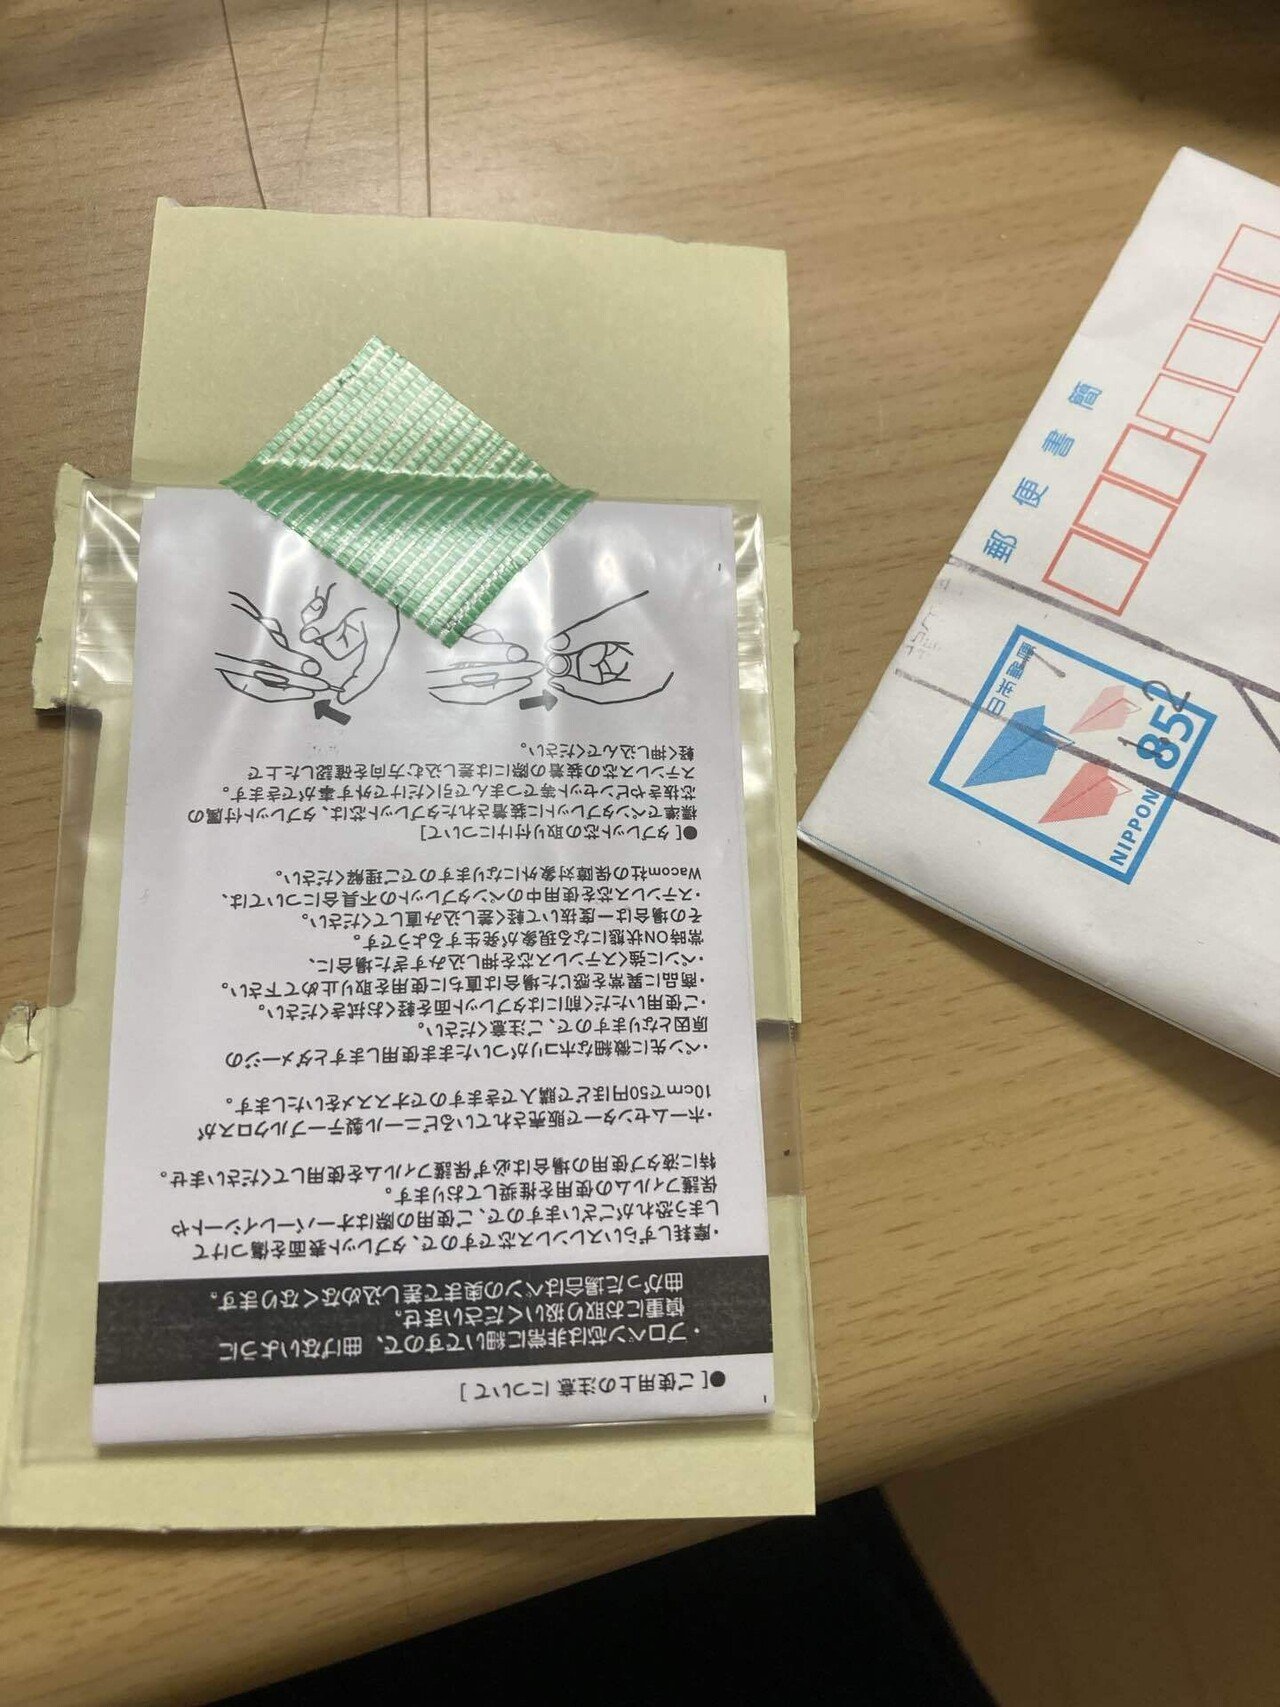 ●[ご使用上の注意 について ]
・プロペン芯は非常に細いですので、曲げないように
慎重にお取り扱いくださいませ。
曲がった場合はペンの奥まで差し込めなくなります。
・摩耗しずらいスレンレス芯ですので、タブレット表面を傷つけて
しまう恐れがございますので、ご使用の際はオーバーレイシートや
保護フィルムの使用を推奨しております。
特に液タブ使用の場合は必ず保護フィルムを使用してくださいませ。
・ホームセンターで販売されているビニール製テーブルクロスが
10cmで50円ほどで購入できますのでオススメをいたします。
・ペン先に微細なホコリがついたまま使用しますとダメージの
原因となりますので、ご注意ください。
・ご使用いただく前にはタブレット面を軽くお拭きください。
・商品に異常を感じた場合は直ちに使用を取り止めて下さい。
・ペンに強くステンレス芯を押し込みすぎた場合に、
常時ON状態になる現象が発生するようです。
その場合は一度抜いて軽く差し込み直してください。
・ステンレス芯を使用中のペンタブレットの不具合については、
Wacom社の保障対象外になりますのでご理解ください。
●[ タブレット芯の取り付けについて]
標準でペンタブレットに装着されたタブレット芯は、タブレット付属の
芯抜きやピンセット等でつまんで引くだけで外す事ができます。
ステンレス芯の装着の際には差し込む方向を確認した上で
軽く押し込んでください。
郵便書簡
日本郵便
85
NIPPON